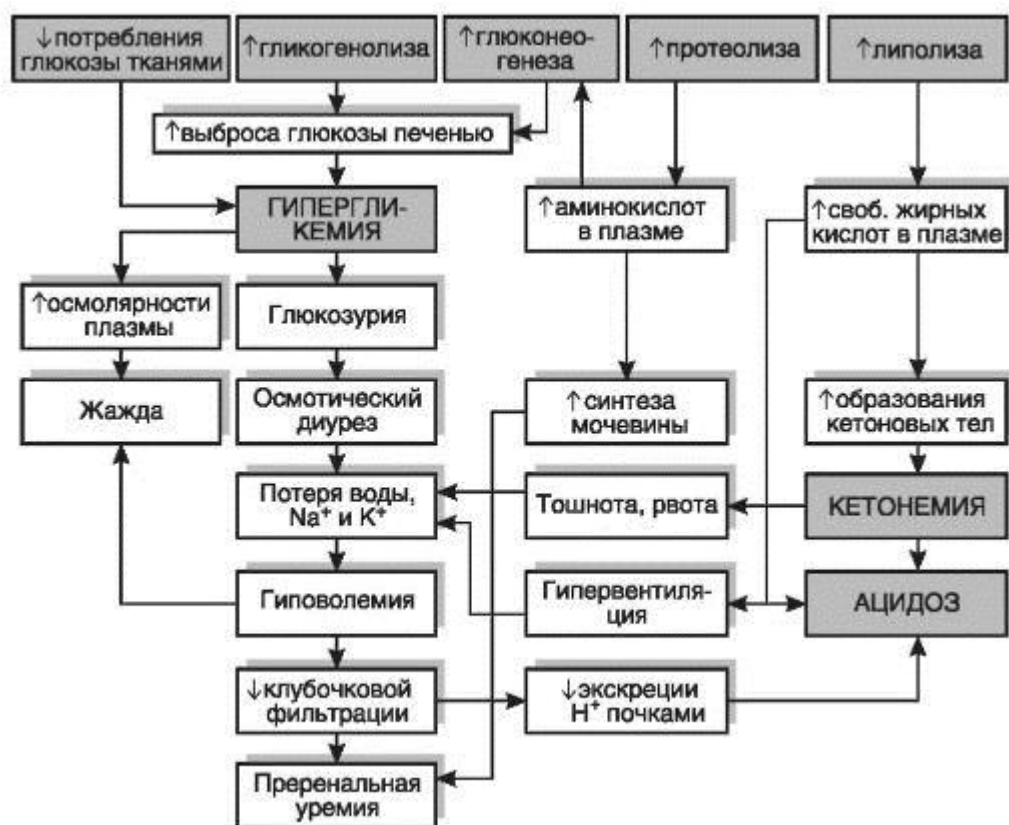 ↓потребления
глюкозы тканями
↑гликогенолиза
↑глюконео-
генеза
↑протеолиза
↑липолиза
↑выброса глюкозы печенью
ГИПЕРГЛИ-
КЕМИЯ
↑аминокислот
в плазме
↑своб. жирных
кислот в плазме
↑осмолярности
плазмы
Глюкозурия
Жажда
Осмотический
диурез
↑синтеза
мочевины
↑образования
кетоновых тел
Потеря воды,
Na⁺ и K⁺
Тошнота, рвота
КЕТОНЕМИЯ
Гиповолемия
Гипервентиля-
ция
АЦИДОЗ
↓клубочковой
фильтрации
↓экскреции
H⁺ почками
Преренальная
уремия